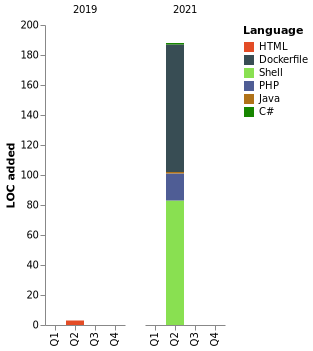 2019 2021
LOC added
200
180
160
140
120
100
80
60
40
20
0
Q1 Q2 Q3 Q4 Q1 Q2 Q3 Q4
Language
HTML
Dockerfile
Shell
PHP
Java
C#